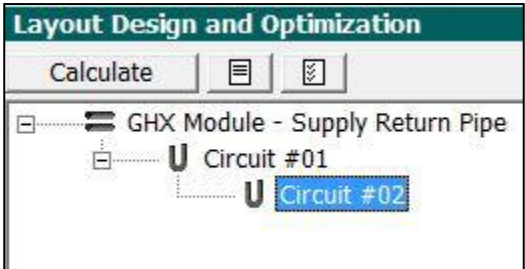 Layout Design and Optimization
Calculate
GHX Module - Supply Return Pipe
Circuit #01
Circuit #02